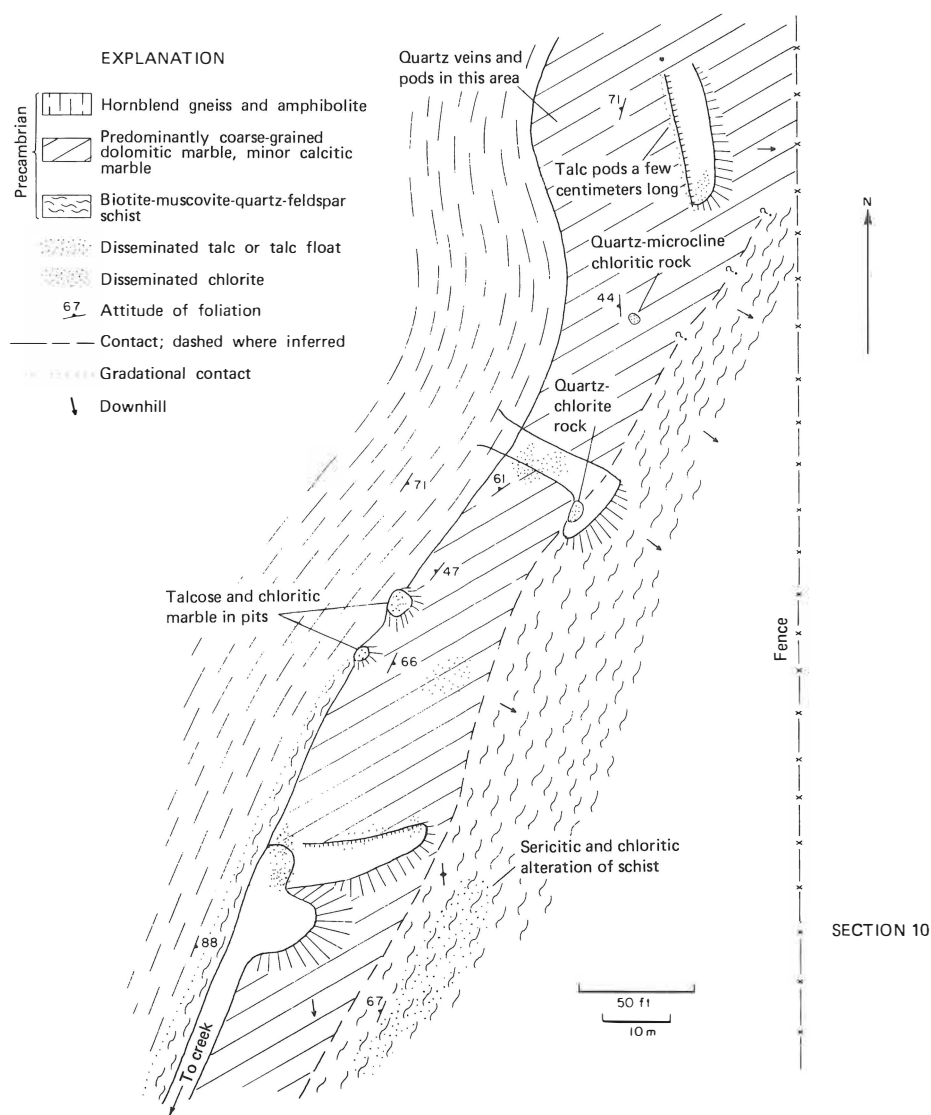 EXPLANATION
Precambrian
Hornblend gneiss and amphibolite
Predominantly coarse-grained
dolomitic marble, minor calcitic
marble
Biotite-muscovite-quartz-feldspar
schist
Disseminated talc or talc float
Disseminated chlorite
67
Attitude of foliation
Contact; dashed where inferred
Gradational contact
Downhill
Quartz veins and
pods in this area
71
Talc pods a few
centimeters long
N
?
Quartz-microcline
chloritic rock
?
44
?
Quartz-
chlorite
rock
71
61
47
Talcose and chloritic
marble in pits
66
Fence
Sericitic and chloritic
alteration of schist
88
SECTION 10
67
50 ft
10 m
To creek